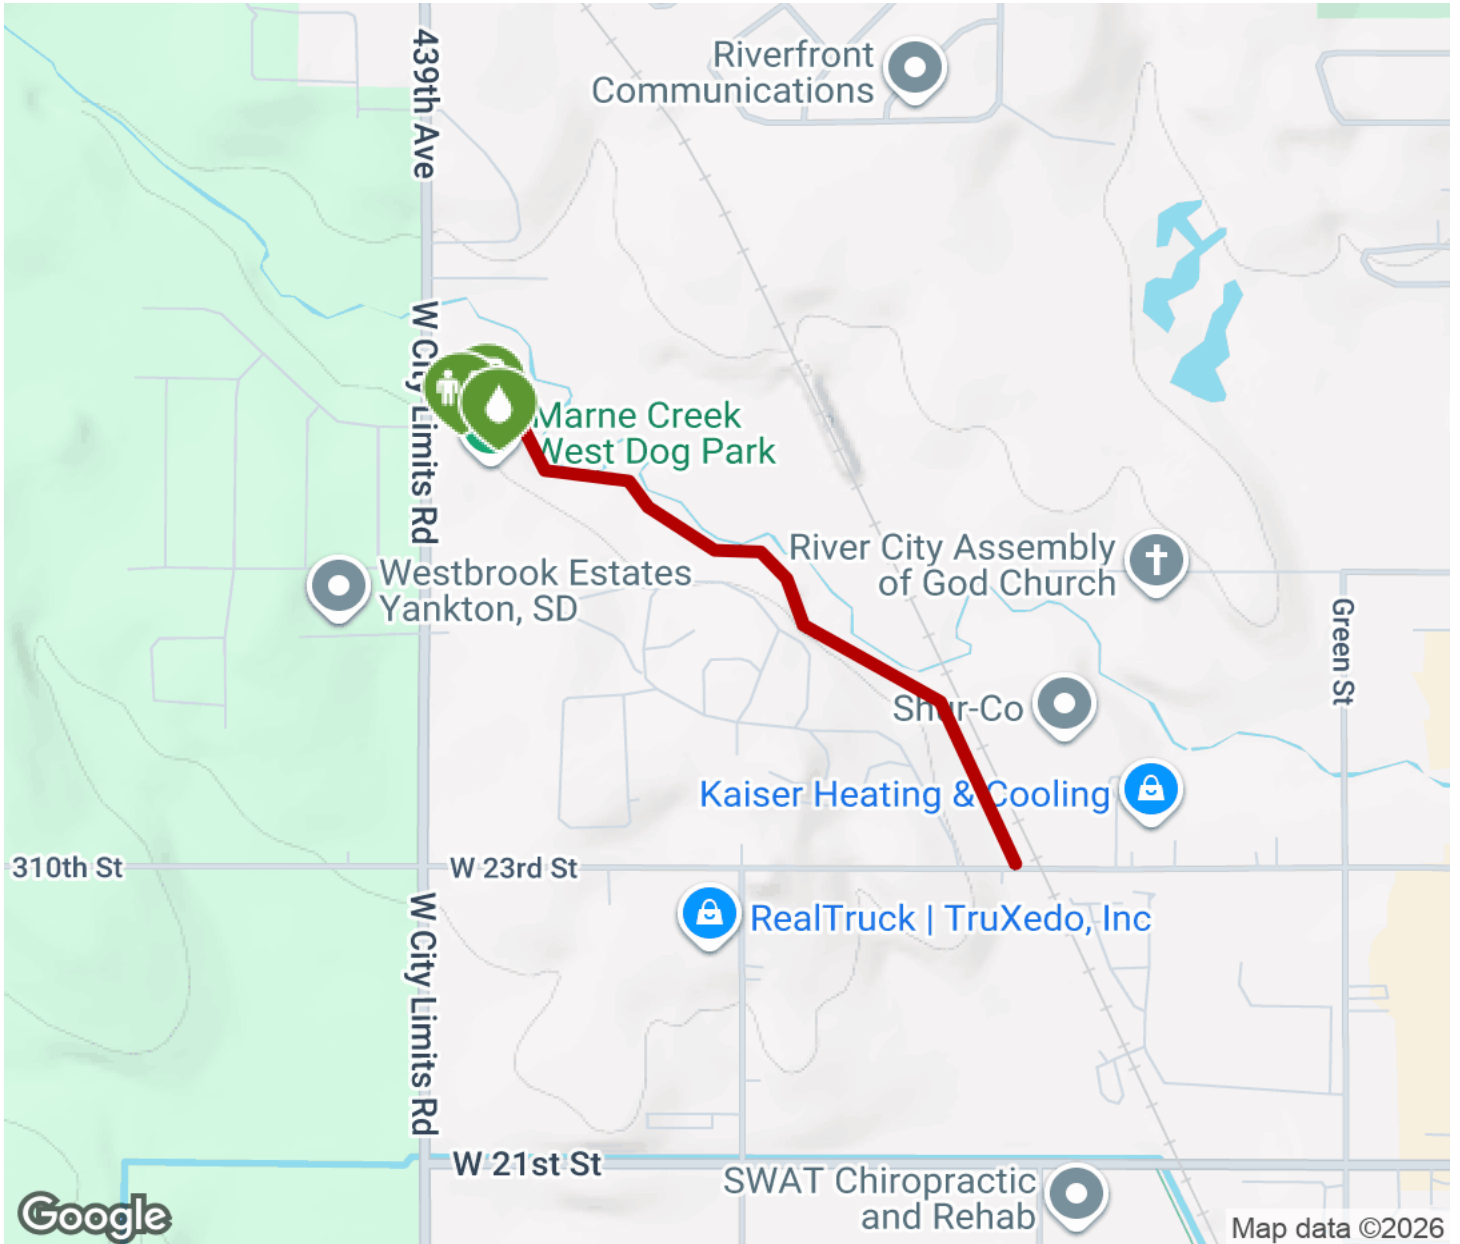 Riverfront
Communications
439th Ave
W City Limits Rd
Marne Creek
West Dog Park
River City Assembly
of God Church
Westbrook Estates
Yankton, SD
Green St
Shur-Co
Kaiser Heating & Cooling
310th St
W 23rd St
RealTruck | TruXedo, Inc
W City Limits Rd
W 21st St
SWAT Chiropractic
and Rehab
Google
Map data ©2026